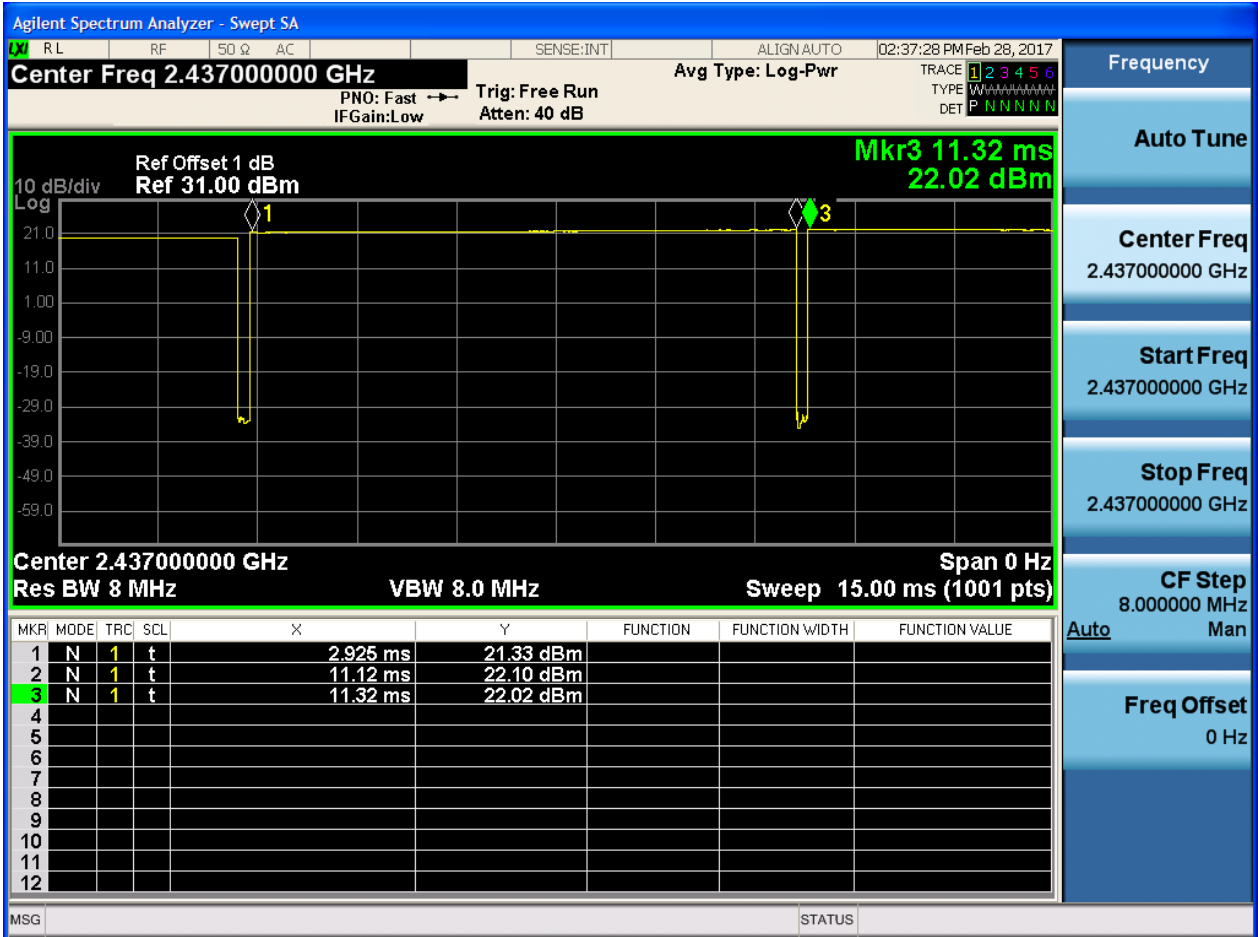 Agilent Spectrum Analyzer - Swept SA
LXI RL RF 50 Ω AC SENSE:INT ALIGN AUTO 02:37:28 PM Feb 28, 2017
Center Freq 2.437000000 GHz
PNO: Fast
IFGain:Low
Trig: Free Run
Atten: 40 dB
Avg Type: Log-Pwr
TRACE 1 2 3 4 5 6
TYPE W
DET P N N N N N
Ref Offset 1 dB
Ref 31.00 dBm
10 dB/div
Log
Mkr3 11.32 ms
22.02 dBm
1
3
21.0
11.0
1.00
-9.00
-19.0
-29.0
-39.0
-49.0
-59.0
Center 2.437000000 GHz Span 0 Hz
Res BW 8 MHz VBW 8.0 MHz Sweep 15.00 ms (1001 pts)
MKR MODE TRC SCL X Y FUNCTION FUNCTION WIDTH FUNCTION VALUE
1 N 1 t 2.925 ms 21.33 dBm
2 N 1 t 11.12 ms 22.10 dBm
3 N 1 t 11.32 ms 22.02 dBm
4
5
6
7
8
9
10
11
12
MSG STATUS
Frequency
Auto Tune
Center Freq
2.437000000 GHz
Start Freq
2.437000000 GHz
Stop Freq
2.437000000 GHz
CF Step
8.000000 MHz
Auto Man
Freq Offset
0 Hz